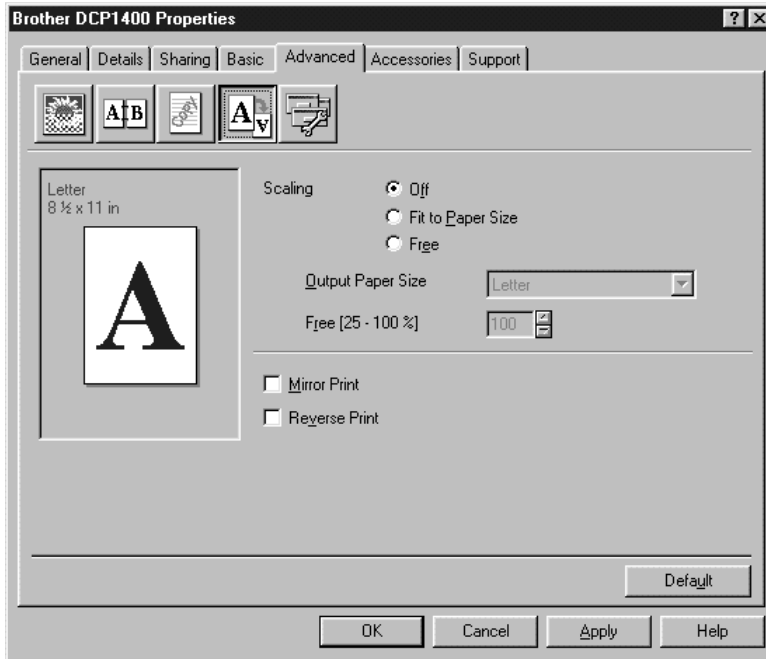 Brother DCP1400 Properties
? X
General Details Sharing Basic Advanced Accessories Support
A B copy A A
Letter
8 ½ x 11 in
A
Scaling
Off
Fit to Paper Size
Free
Output Paper Size Letter
Free [25 - 100 %] 100
Mirror Print
Reverse Print
Default
OK Cancel Apply Help